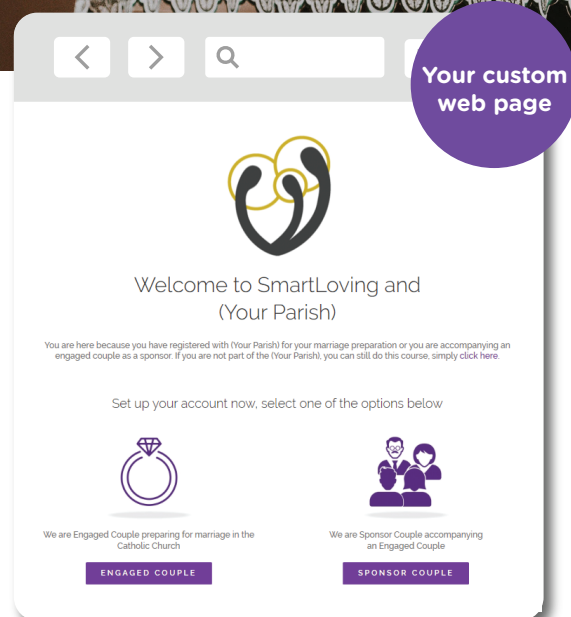 Your custom
web page
Welcome to SmartLoving and
(Your Parish)
You are here because you have registered with (Your Parish) for your marriage preparation or you are accompanying an
engaged couple as a sponsor. If you are not part of the (Your Parish), you can still do this course, simply click here.
Set up your account now, select one of the options below
We are Engaged Couple preparing for marriage in the
Catholic Church
ENGAGED COUPLE
We are Sponsor Couple accompanying
an Engaged Couple
SPONSOR COUPLE